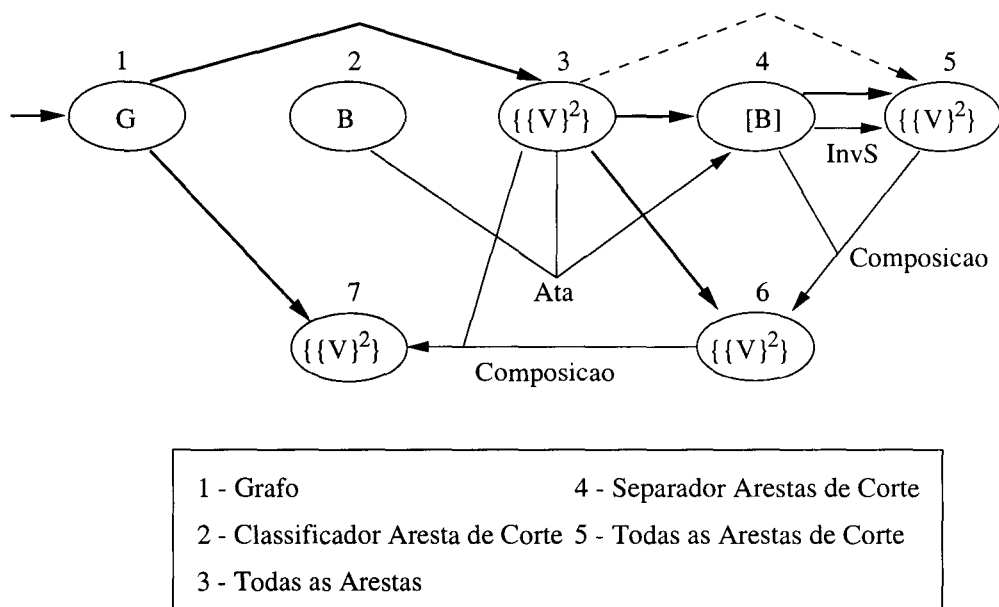 1 2 3 4 5
G B {{V}²} [B] {{V}²}
InvS
Composicao
Ata
7 6
{{V}²} {{V}²}
Composicao
1 - Grafo 4 - Separador Arestas de Corte
2 - Classificador Aresta de Corte 5 - Todas as Arestas de Corte
3 - Todas as Arestas